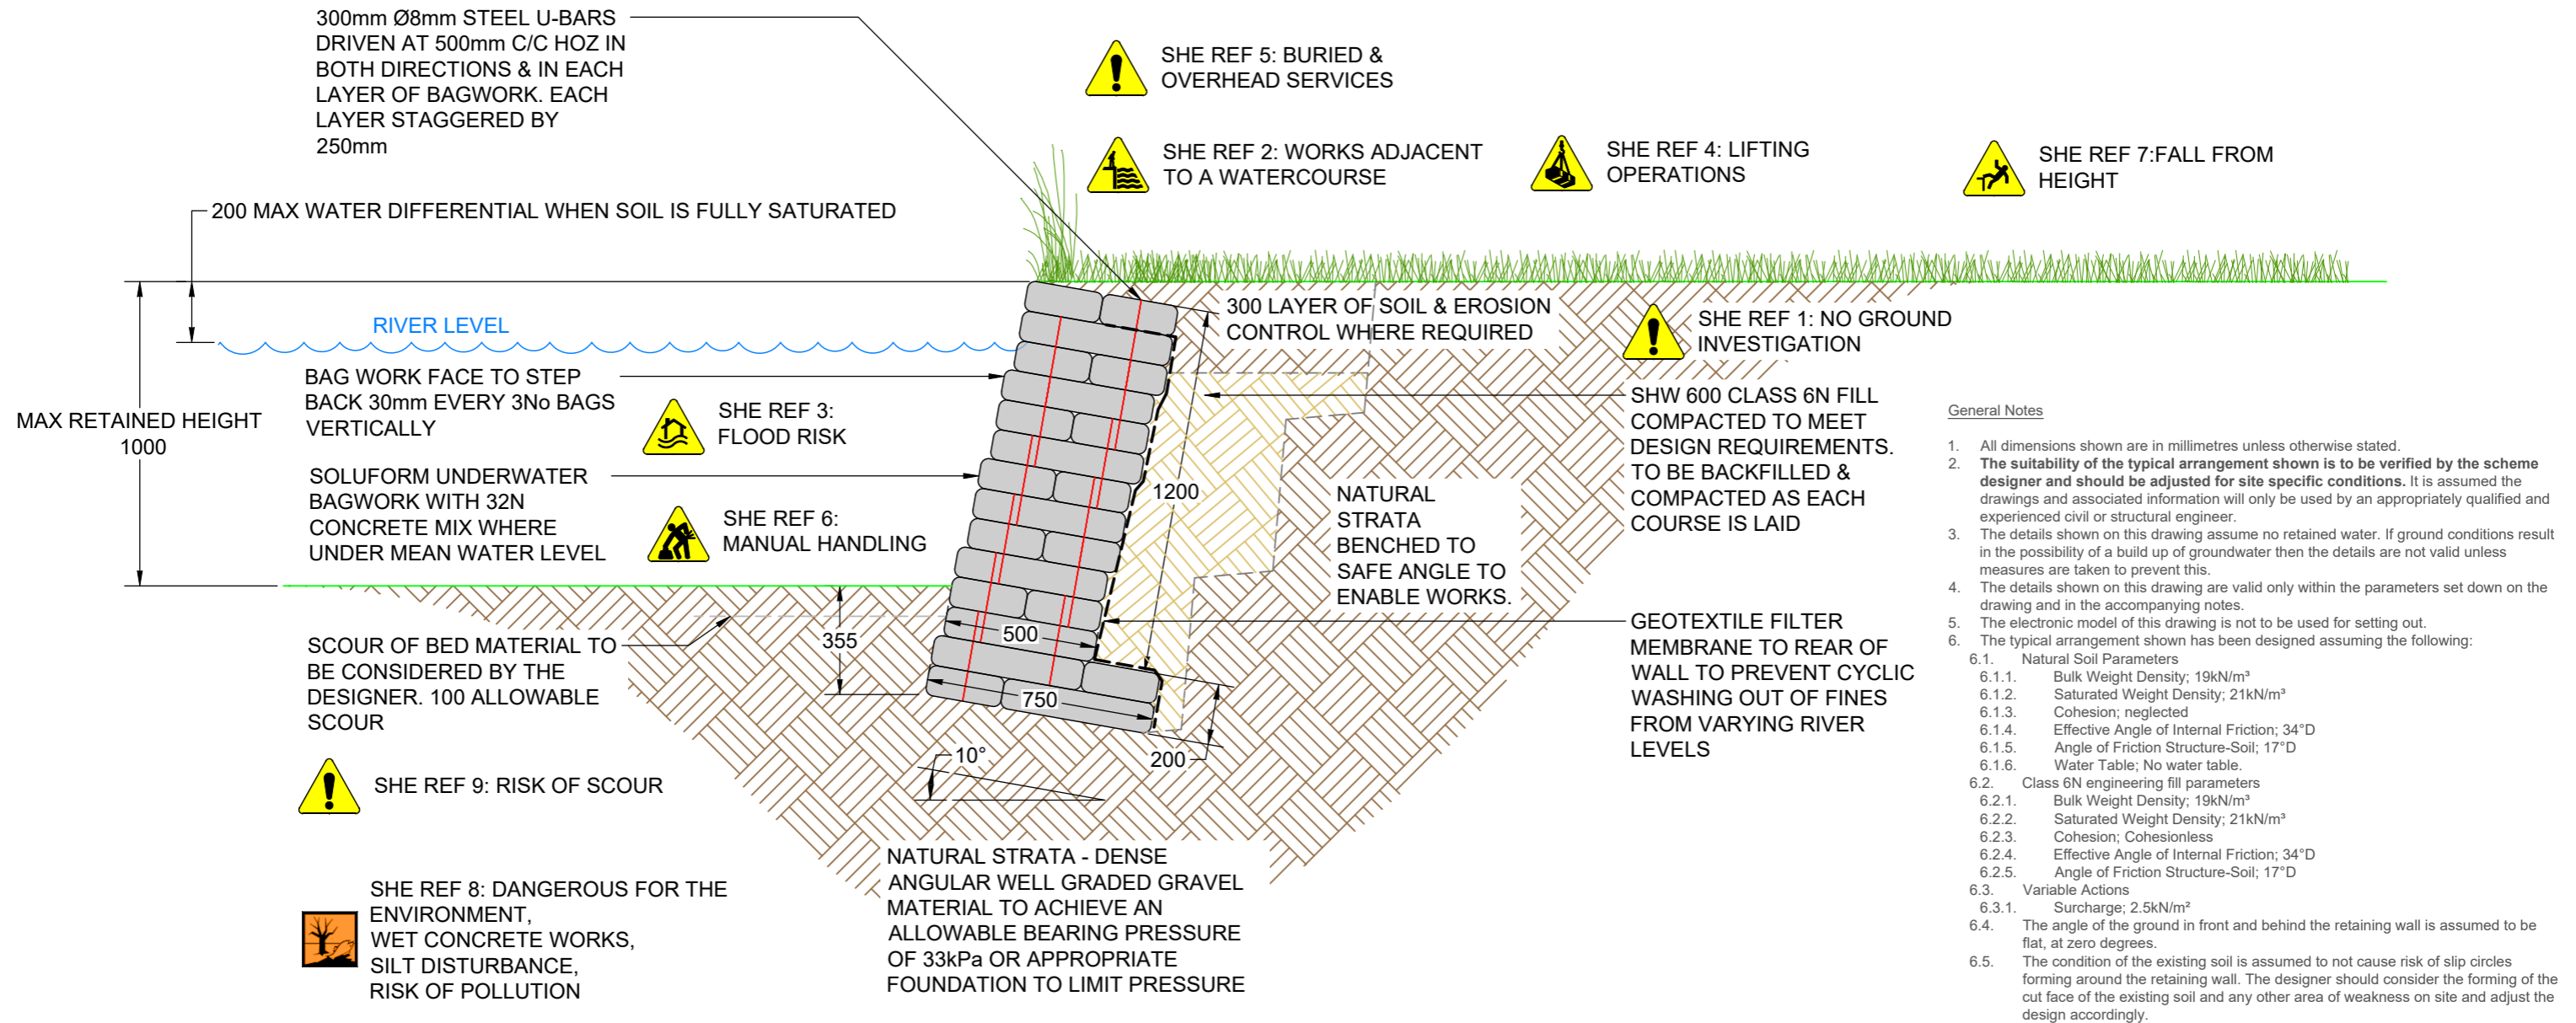 300mm Ø8mm STEEL U-BARS
DRIVEN AT 500mm C/C HOZ IN
BOTH DIRECTIONS & IN EACH
LAYER OF BAGWORK. EACH
LAYER STAGGERED BY
250mm
SHE REF 5: BURIED &
OVERHEAD SERVICES
SHE REF 2: WORKS ADJACENT
TO A WATERCOURSE
SHE REF 4: LIFTING
OPERATIONS
SHE REF 7:FALL FROM
HEIGHT
200 MAX WATER DIFFERENTIAL WHEN SOIL IS FULLY SATURATED
RIVER LEVEL
300 LAYER OF SOIL & EROSION
CONTROL WHERE REQUIRED
SHE REF 1: NO GROUND
INVESTIGATION
MAX RETAINED HEIGHT
1000
BAG WORK FACE TO STEP
BACK 30mm EVERY 3No BAGS
VERTICALLY
SHE REF 3:
FLOOD RISK
SOLUFORM UNDERWATER
BAGWORK WITH 32N
CONCRETE MIX WHERE
UNDER MEAN WATER LEVEL
SHE REF 6:
MANUAL HANDLING
1200
SHW 600 CLASS 6N FILL
COMPACTED TO MEET
DESIGN REQUIREMENTS.
TO BE BACKFILLED &
COMPACTED AS EACH
COURSE IS LAID
NATURAL
STRATA
BENCHED TO
SAFE ANGLE TO
ENABLE WORKS.
SCOUR OF BED MATERIAL TO
BE CONSIDERED BY THE
DESIGNER. 100 ALLOWABLE
SCOUR
355
500
750
200
10°
GEOTEXTILE FILTER
MEMBRANE TO REAR OF
WALL TO PREVENT CYCLIC
WASHING OUT OF FINES
FROM VARYING RIVER
LEVELS
SHE REF 9: RISK OF SCOUR
SHE REF 8: DANGEROUS FOR THE
ENVIRONMENT,
WET CONCRETE WORKS,
SILT DISTURBANCE,
RISK OF POLLUTION
NATURAL STRATA - DENSE
ANGULAR WELL GRADED GRAVEL
MATERIAL TO ACHIEVE AN
ALLOWABLE BEARING PRESSURE
OF 33kPa OR APPROPRIATE
FOUNDATION TO LIMIT PRESSURE
General Notes
1. All dimensions shown are in millimetres unless otherwise stated.
2. The suitability of the typical arrangement shown is to be verified by the scheme
designer and should be adjusted for site specific conditions. It is assumed the
drawings and associated information will only be used by an appropriately qualified and
experienced civil or structural engineer.
3. The details shown on this drawing assume no retained water. If ground conditions result
in the possibility of a build up of groundwater then the details are not valid unless
measures are taken to prevent this.
4. The details shown on this drawing are valid only within the parameters set down on the
drawing and in the accompanying notes.
5. The electronic model of this drawing is not to be used for setting out.
6. The typical arrangement shown has been designed assuming the following:
6.1. Natural Soil Parameters
6.1.1. Bulk Weight Density; 19kN/m³
6.1.2. Saturated Weight Density; 21kN/m³
6.1.3. Cohesion; neglected
6.1.4. Effective Angle of Internal Friction; 34°D
6.1.5. Angle of Friction Structure-Soil; 17°D
6.1.6. Water Table; No water table.
6.2. Class 6N engineering fill parameters
6.2.1. Bulk Weight Density; 19kN/m³
6.2.2. Saturated Weight Density; 21kN/m³
6.2.3. Cohesion; Cohesionless
6.2.4. Effective Angle of Internal Friction; 34°D
6.2.5. Angle of Friction Structure-Soil; 17°D
6.3. Variable Actions
6.3.1. Surcharge; 2.5kN/m²
6.4. The angle of the ground in front and behind the retaining wall is assumed to be
flat, at zero degrees.
6.5. The condition of the existing soil is assumed to not cause risk of slip circles
forming around the retaining wall. The designer should consider the forming of the
cut face of the existing soil and any other area of weakness on site and adjust the
design accordingly.